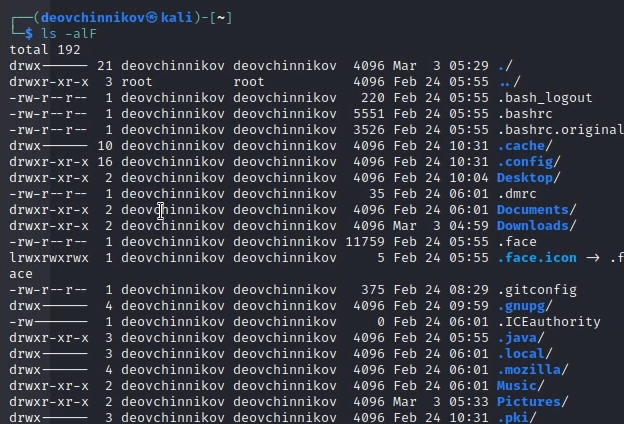 ┌──(deovchinnikov㉿kali)-[~]
└─$ ls -alF
total 192
drwx------ 21 deovchinnikov deovchinnikov  4096 Mar  3 05:29 ./
drwxr-xr-x  3 root          root           4096 Feb 24 05:55 ../
-rw-r--r--  1 deovchinnikov deovchinnikov   220 Feb 24 05:55 .bash_logout
-rw-r--r--  1 deovchinnikov deovchinnikov  5551 Feb 24 05:55 .bashrc
-rw-r--r--  1 deovchinnikov deovchinnikov  3526 Feb 24 05:55 .bashrc.original
drwx------ 10 deovchinnikov deovchinnikov  4096 Feb 24 10:31 .cache/
drwxr-xr-x 16 deovchinnikov deovchinnikov  4096 Feb 24 10:31 .config/
drwxr-xr-x  2 deovchinnikov deovchinnikov  4096 Feb 24 10:04 Desktop/
-rw-r--r--  1 deovchinnikov deovchinnikov    35 Feb 24 06:01 .dmrc
drwxr-xr-x  2 deovchinnikov deovchinnikov  4096 Feb 24 06:01 Documents/
drwxr-xr-x  2 deovchinnikov deovchinnikov  4096 Mar  3 04:59 Downloads/
-rw-r--r--  1 deovchinnikov deovchinnikov 11759 Feb 24 05:55 .face
lrwxrwxrwx  1 deovchinnikov deovchinnikov     5 Feb 24 05:55 .face.icon -> .f
ace
-rw-r--r--  1 deovchinnikov deovchinnikov   375 Feb 24 08:29 .gitconfig
drwx------  4 deovchinnikov deovchinnikov  4096 Feb 24 09:59 .gnupg/
-rw-------  1 deovchinnikov deovchinnikov     0 Feb 24 06:01 .ICEauthority
drwxr-xr-x  3 deovchinnikov deovchinnikov  4096 Feb 24 05:55 .java/
drwx------  3 deovchinnikov deovchinnikov  4096 Feb 24 06:01 .local/
drwx------  4 deovchinnikov deovchinnikov  4096 Feb 24 06:01 .mozilla/
drwxr-xr-x  2 deovchinnikov deovchinnikov  4096 Feb 24 06:01 Music/
drwxr-xr-x  2 deovchinnikov deovchinnikov  4096 Mar  3 05:33 Pictures/
drwx------  3 deovchinnikov deovchinnikov  4096 Feb 24 10:31 .pki/